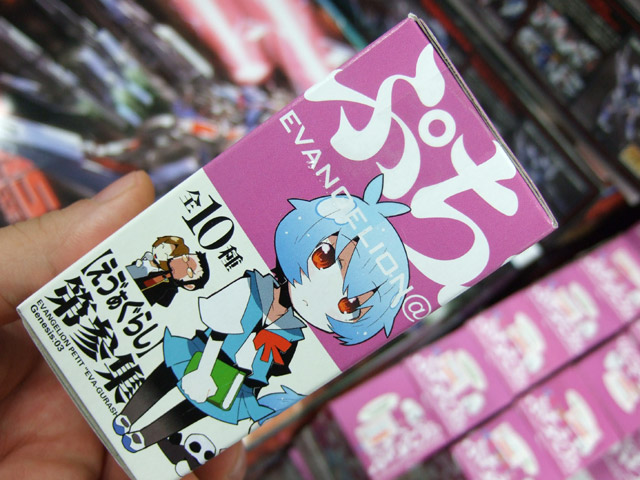 ぷち
EVANGELION@
全10種
【えゔぁぐらし】
第参集
EVANGELION PETIT "EVA-GURASHI"
Genesis:03